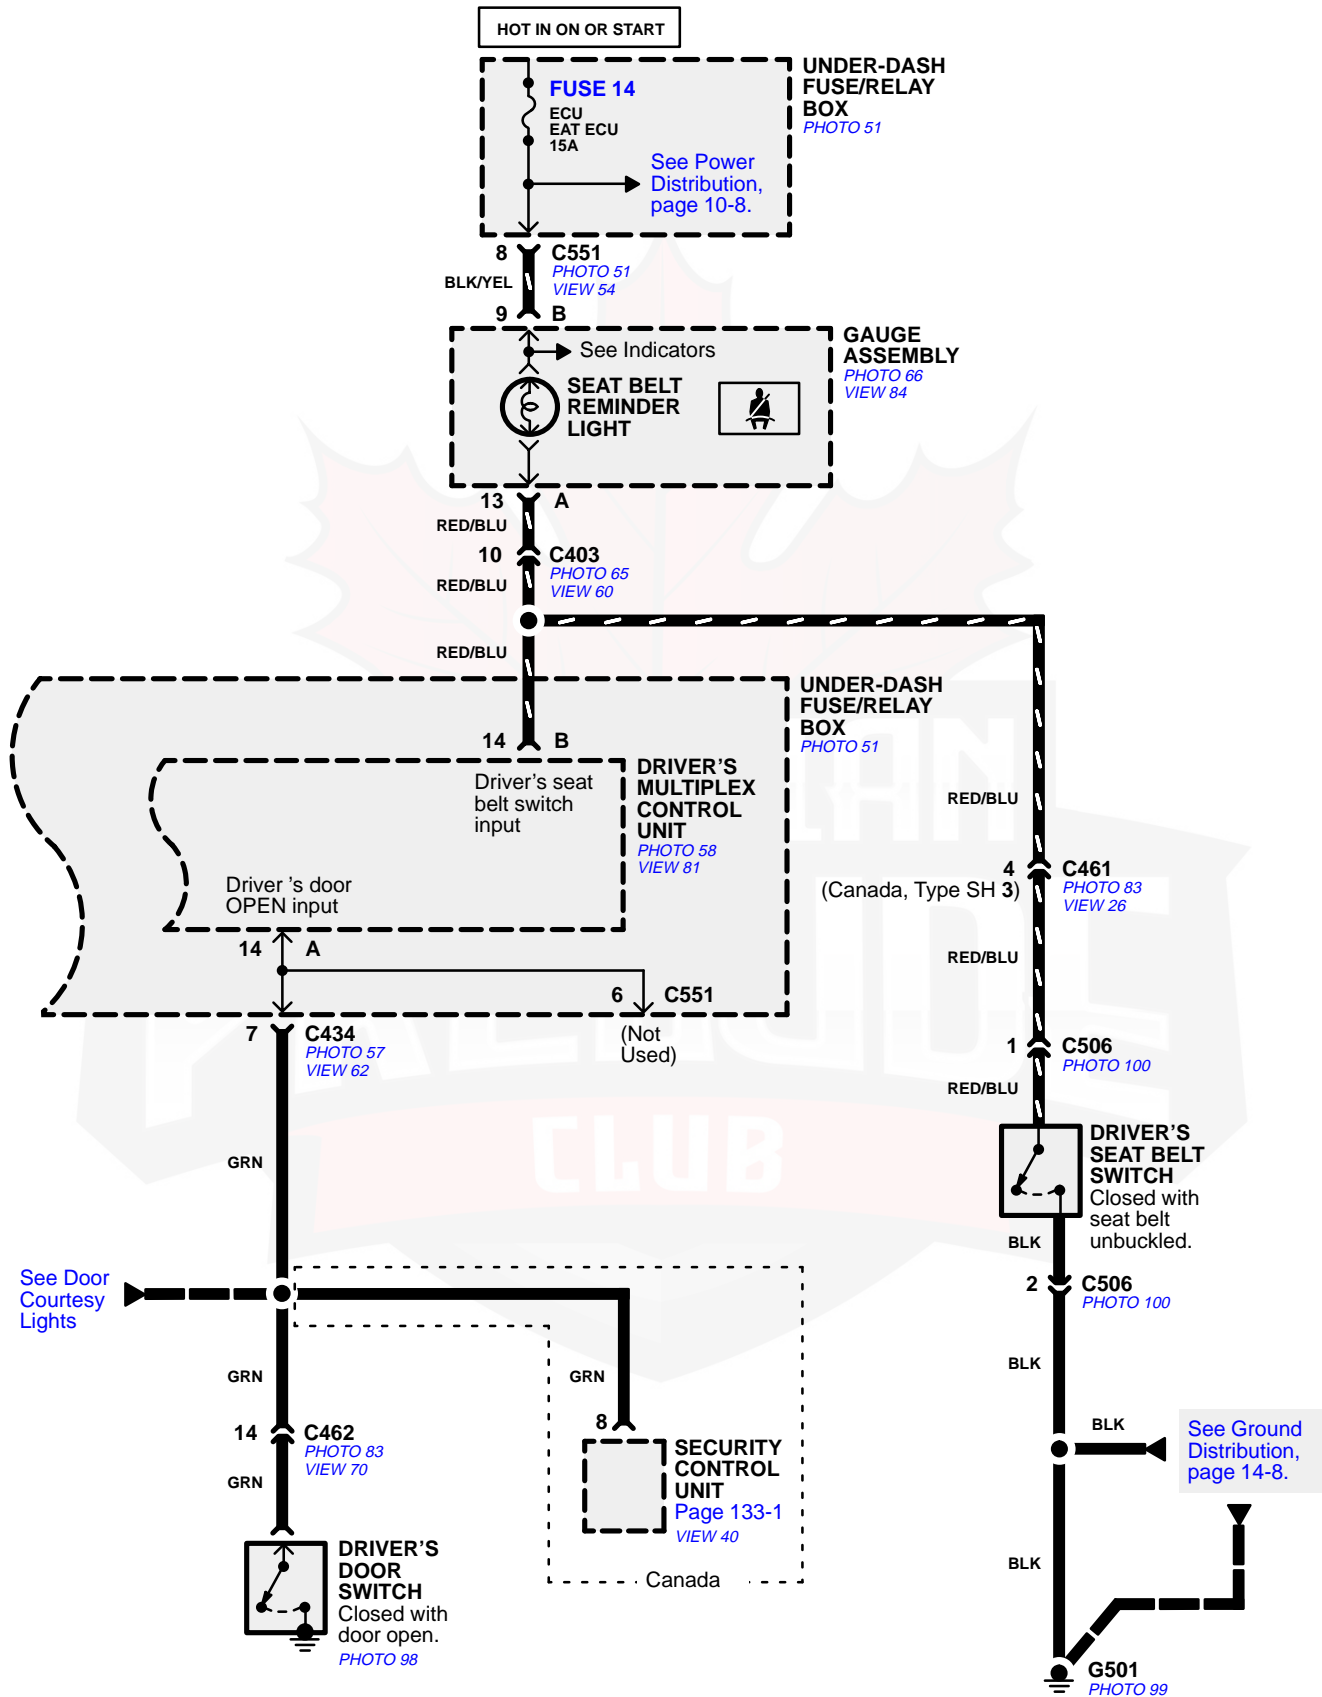 HOT IN ON OR START
UNDER-DASH
FUSE/RELAY
BOX
PHOTO 51
FUSE 14
ECU
EAT ECU
15A
See Power
Distribution,
page 10-8.
8 C551
PHOTO 51
VIEW 54
BLK/YEL
9 B
GAUGE
ASSEMBLY
PHOTO 66
VIEW 84
See Indicators
SEAT BELT
REMINDER
LIGHT
13 A
RED/BLU
10 C403
PHOTO 65
VIEW 60
RED/BLU
RED/BLU
UNDER-DASH
FUSE/RELAY
BOX
PHOTO 51
14 B
Driver's seat
belt switch
input
DRIVER'S
MULTIPLEX
CONTROL
UNIT
PHOTO 58
VIEW 81
Driver 's door
OPEN input
14 A
6 C551
(Not
Used)
RED/BLU
4 C461
(Canada, Type SH 3)
PHOTO 83
VIEW 26
RED/BLU
1 C506
PHOTO 100
RED/BLU
7 C434
PHOTO 57
VIEW 62
CLUB
GRN
DRIVER'S
SEAT BELT
SWITCH
Closed with
seat belt
unbuckled.
BLK
2 C506
PHOTO 100
See Door
Courtesy
Lights
GRN
GRN
BLK
14 C462
PHOTO 83
VIEW 70
GRN
8
SECURITY
CONTROL
UNIT
Page 133-1
VIEW 40
Canada
BLK
See Ground
Distribution,
page 14-8.
DRIVER'S
DOOR
SWITCH
Closed with
door open.
PHOTO 98
BLK
G501
PHOTO 99